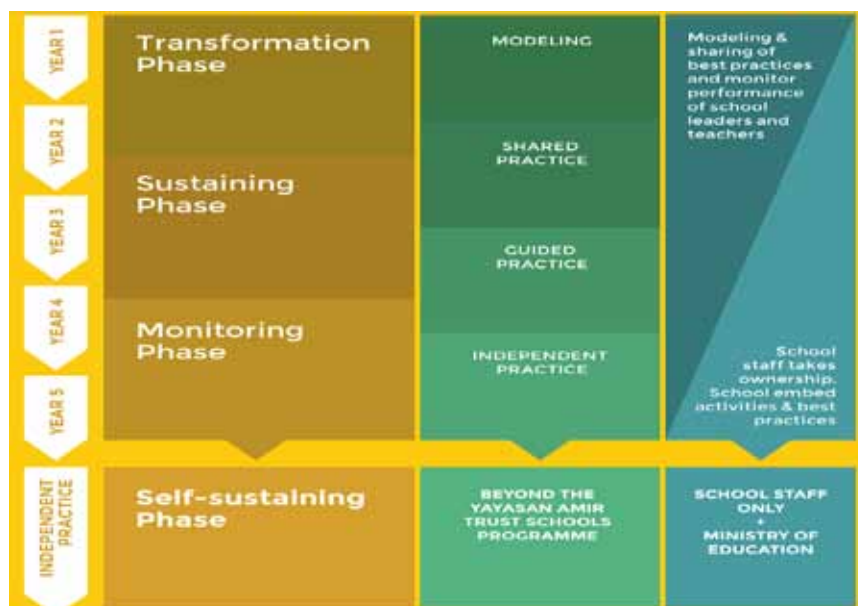 YEAR 1
YEAR 2
YEAR 3
YEAR 4
YEAR 5
INDEPENDENT
PRACTICE
Transformation
Phase
Sustaining
Phase
Monitoring
Phase
Self-sustaining
Phase
MODELING
SHARED
PRACTICE
GUIDED
PRACTICE
INDEPENDENT
PRACTICE
BEYOND THE
YAYASAN AMIR
TRUST SCHOOLS
PROGRAMME
Modeling &
sharing of
best practices
and monitor
performance
of school
leaders and
teachers
School
staff takes
ownership.
School embed
activities & best
practices
SCHOOL STAFF
ONLY
+
MINISTRY OF
EDUCATION